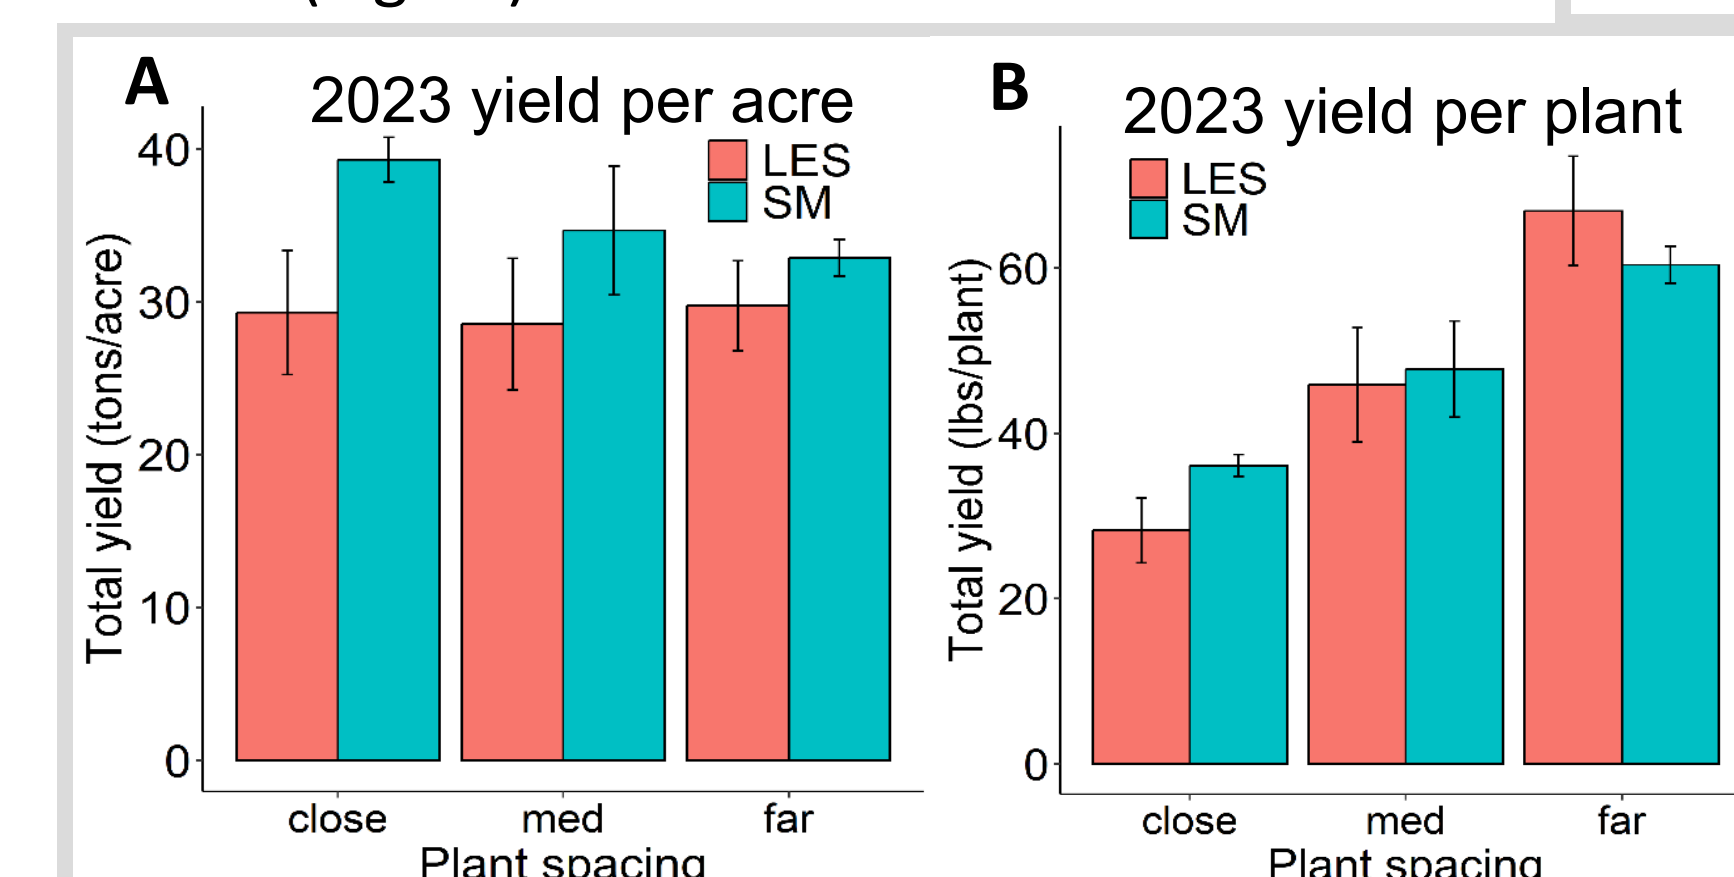 A
2023 yield per acre
LES
SM
Total yield (tons/acre)
40
30
20
10
0
close med far
Plant spacing
B
2023 yield per plant
LES
SM
Total yield (lbs/plant)
60
40
20
0
close med far
Plant spacing